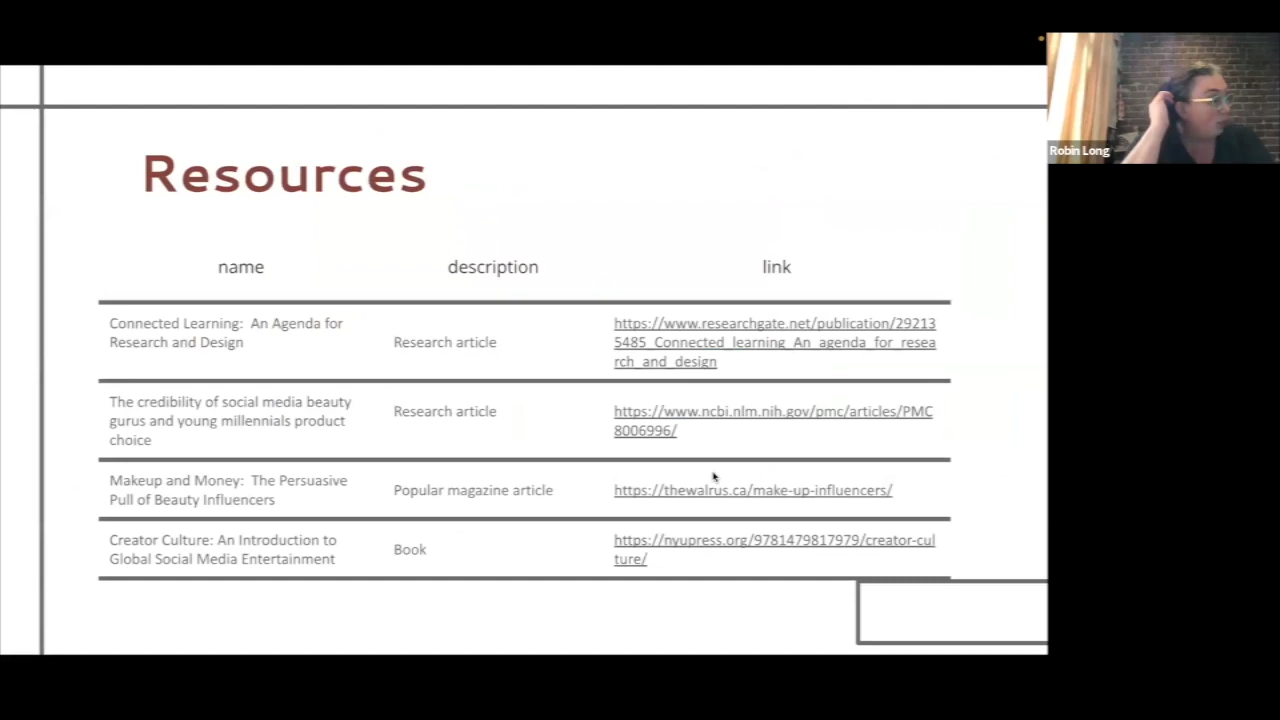 Resources
name description link
Connected Learning:  An Agenda for
Research and Design
Research article
https://www.researchgate.net/publication/29213
5485_Connected_learning_An_agenda_for_resea
rch_and_design
The credibility of social media beauty
gurus and young millennials product
choice
Research article
https://www.ncbi.nlm.nih.gov/pmc/articles/PMC
8006996/
Makeup and Money:  The Persuasive
Pull of Beauty Influencers
Popular magazine article
https://thewalrus.ca/make-up-influencers/
Creator Culture: An Introduction to
Global Social Media Entertainment
Book
https://nyupress.org/9781479817979/creator-cul
ture/
Robin Long